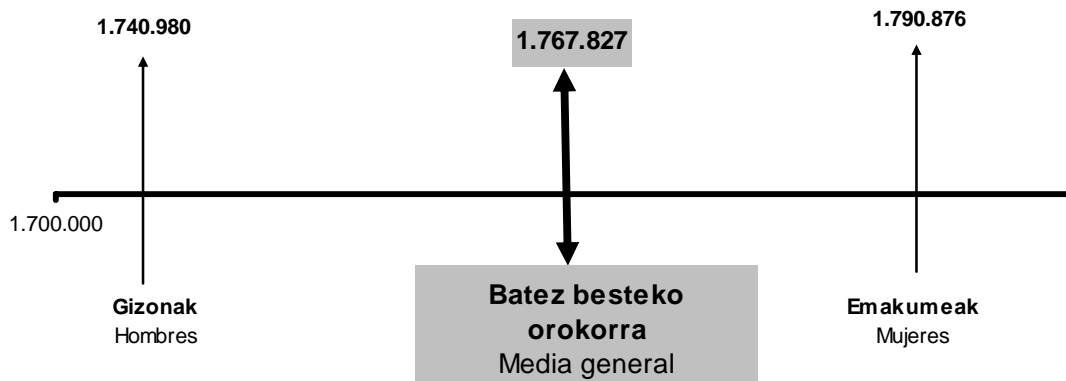 1.740.980
1.767.827
1.790.876
1.700.000
Gizonak
Hombres
Batez besteko
orokorra
Media general
Emakumeak
Mujeres